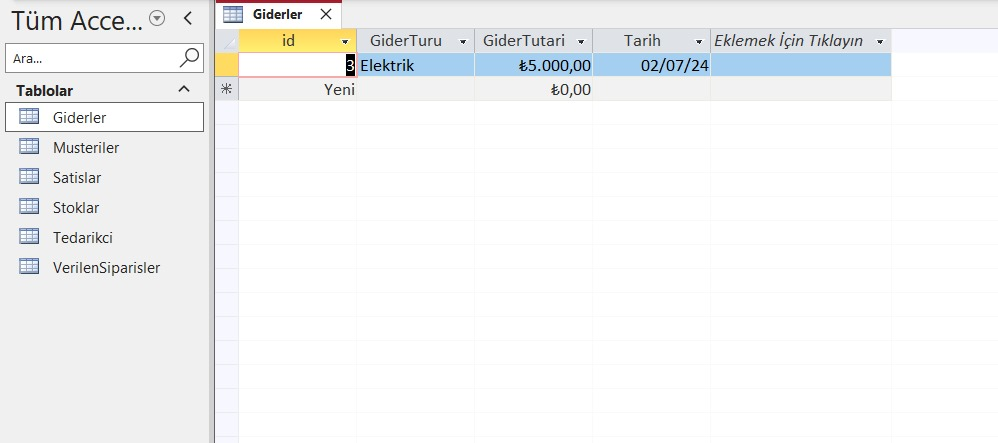 Tüm Acce...
Ara...
Tablolar
Giderler
Musteriler
Satislar
Stoklar
Tedarikci
VerilenSiparisler
Giderler
id GiderTuru GiderTutari Tarih Eklemek İçin Tıklayın
3 Elektrik ₺5.000,00 02/07/24
Yeni ₺0,00